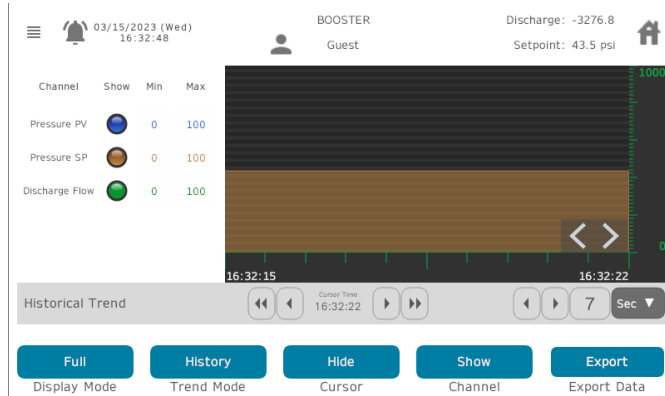 03/15/2023 (Wed)
16:32:48
BOOSTER
Guest
Discharge: -3276.8
Setpoint: 43.5 psi
Channel Show Min Max
Pressure PV 0 100
Pressure SP 0 100
Discharge Flow 0 100
1000
0
16:32:15 16:32:22
Historical Trend
Cursor Time
16:32:22
7
Sec
Full History Hide Show Export
Display Mode Trend Mode Cursor Channel Export Data